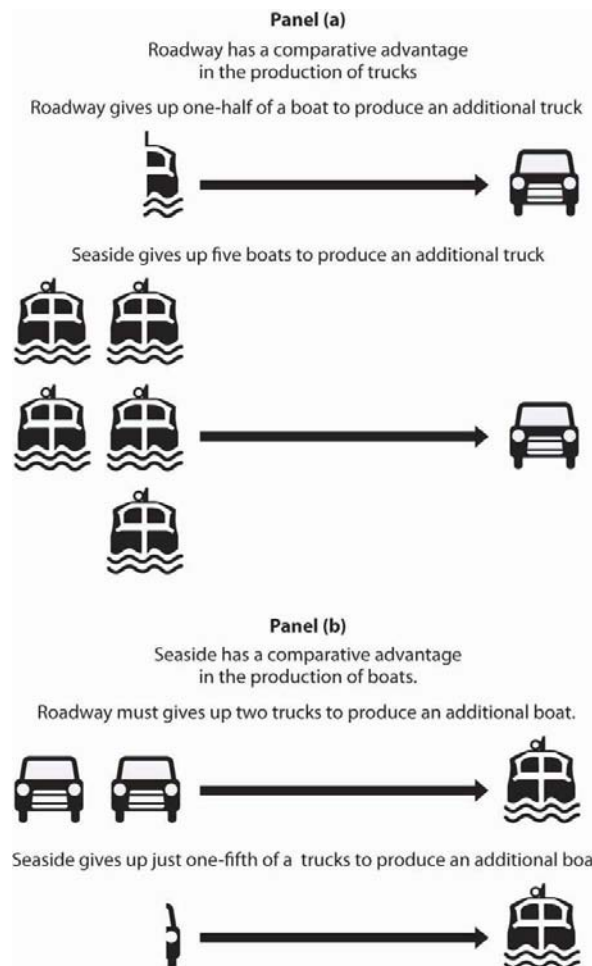 Panel (a)
Roadway has a comparative advantage
in the production of trucks
Roadway gives up one-half of a boat to produce an additional truck
Seaside gives up five boats to produce an additional truck
Panel (b)
Seaside has a comparative advantage
in the production of boats.
Roadway must gives up two trucks to produce an additional boat.
Seaside gives up just one-fifth of a trucks to produce an additional boa